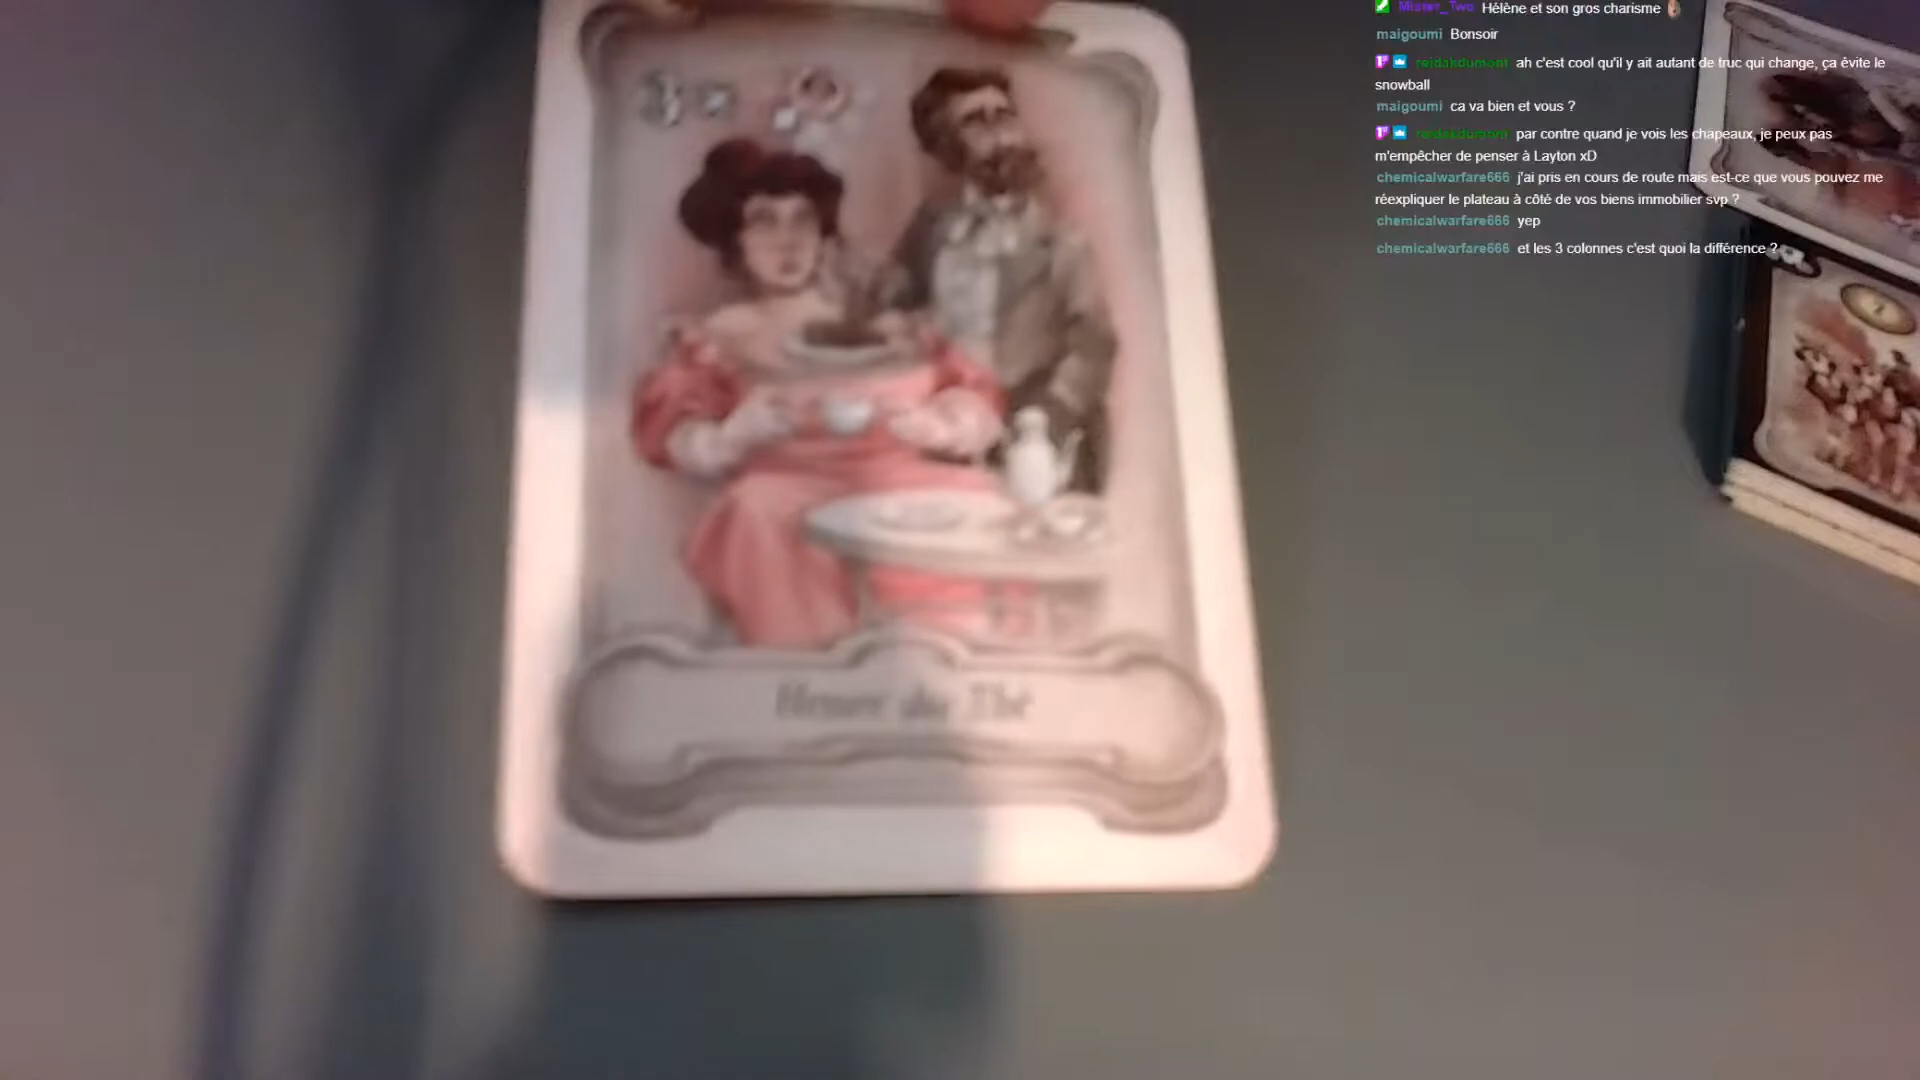 Mister_Two Hélène et son gros charisme
maigoumi Bonsoir
reidakdumont ah c'est cool qu'il y ait autant de truc qui change, ça évite le
snowball
maigoumi ca va bien et vous ?
reidakdumont par contre quand je vois les chapeaux, je peux pas
m'empêcher de penser à Layton xD
chemicalwarfare666 j'ai pris en cours de route mais est-ce que vous pouvez me
réexpliquer le plateau à côté de vos biens immobilier svp ?
chemicalwarfare666 yep
chemicalwarfare666 et les 3 colonnes c'est quoi la différence ?
2
Heure du Thé